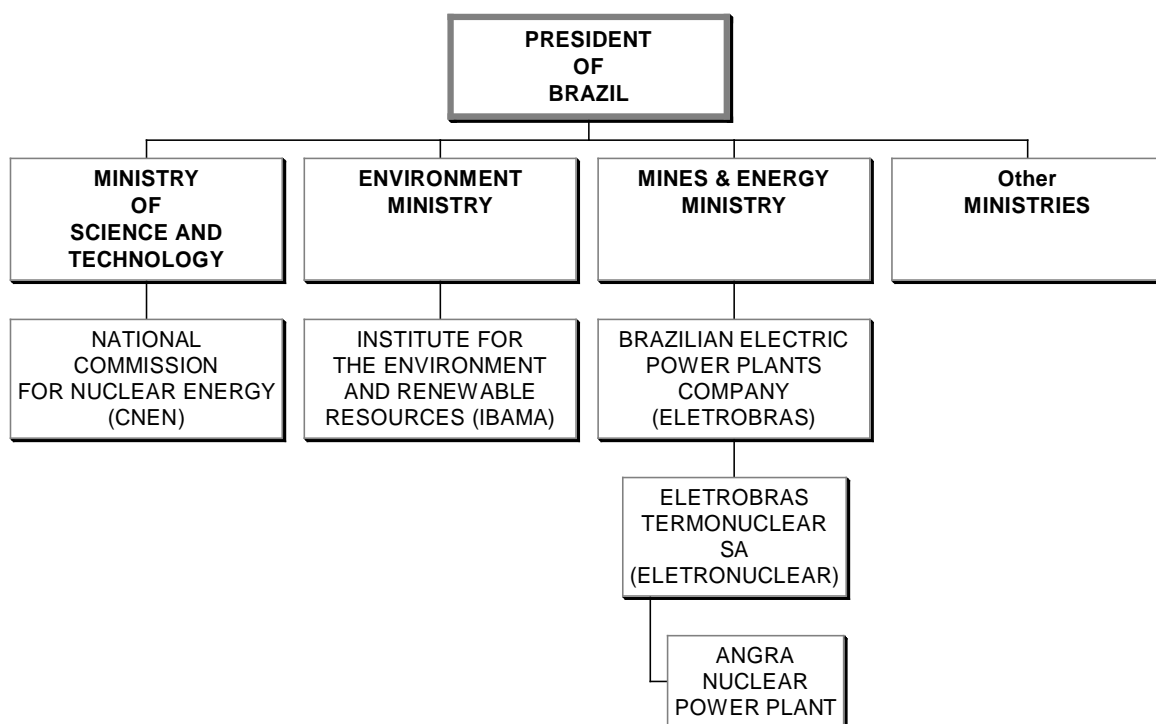 PRESIDENT
OF
BRAZIL
MINISTRY
OF
SCIENCE AND
TECHNOLOGY
ENVIRONMENT
MINISTRY
MINES & ENERGY
MINISTRY
Other
MINISTRIES
NATIONAL
COMMISSION
FOR NUCLEAR ENERGY
(CNEN)
INSTITUTE FOR
THE ENVIRONMENT
AND RENEWABLE
RESOURCES (IBAMA)
BRAZILIAN ELECTRIC
POWER PLANTS
COMPANY
(ELETROBRAS)
ELETROBRAS
TERMONUCLEAR
SA
(ELETRONUCLEAR)
ANGRA
NUCLEAR
POWER PLANT